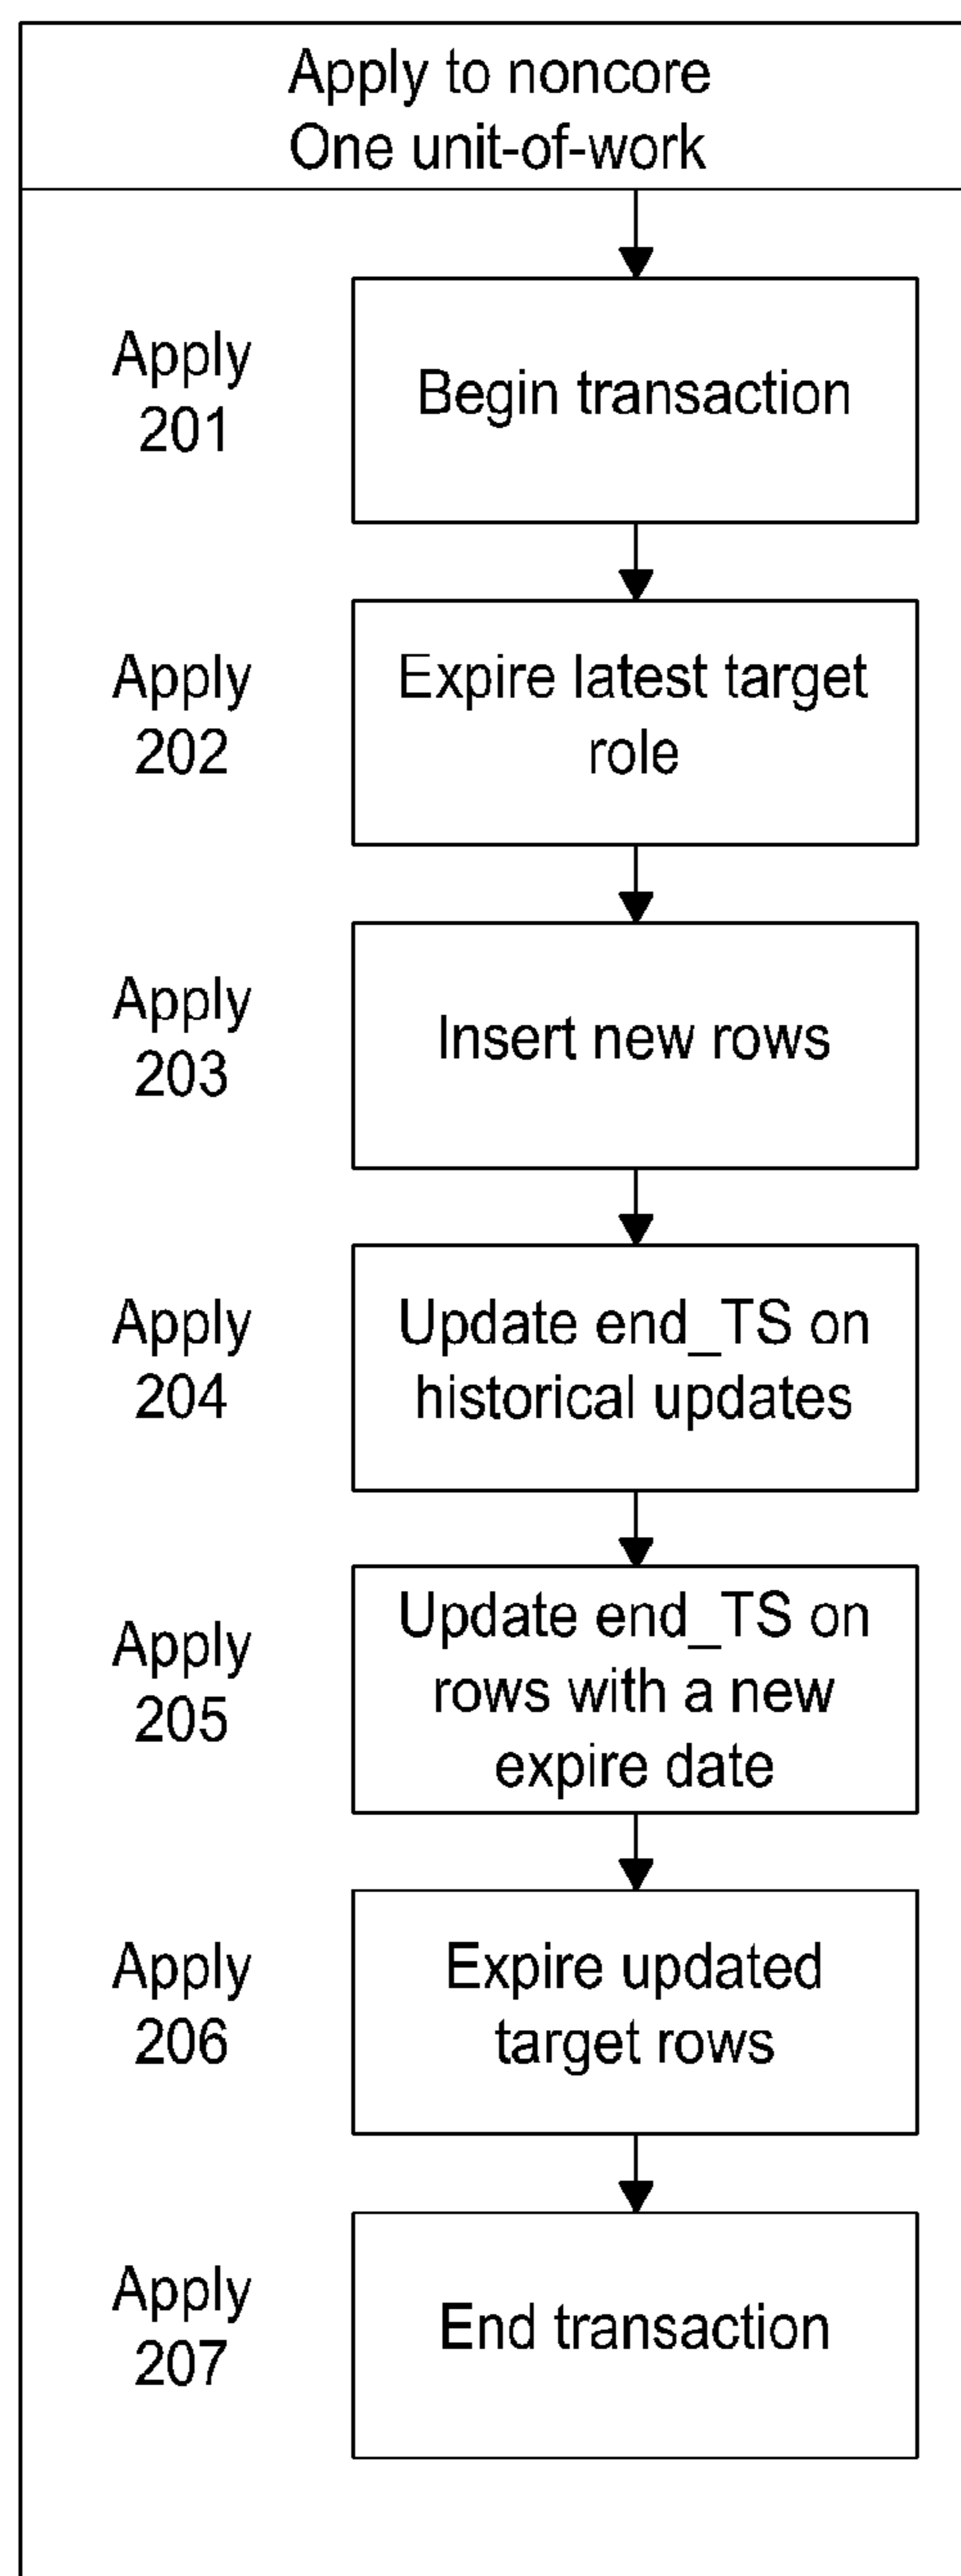 Apply to noncore
One unit-of-work
Apply
201
Begin transaction
Apply
202
Expire latest target
role
Apply
203
Insert new rows
Apply
204
Update end_TS on
historical updates
Apply
205
Update end_TS on
rows with a new
expire date
Apply
206
Expire updated
target rows
Apply
207
End transaction